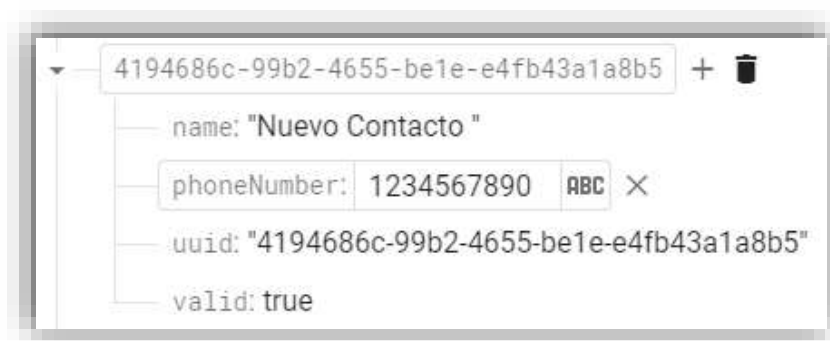 4194686c-99b2-4655-be1e-e4fb43a1a8b5 +
name: "Nuevo Contacto "
phoneNumber: 1234567890 ABC ×
uuid: "4194686c-99b2-4655-be1e-e4fb43a1a8b5"
valid: true